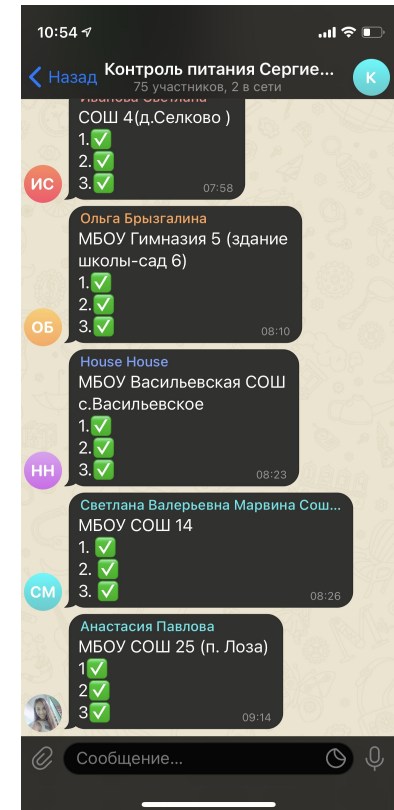 10:54
Назад
Контроль питания Сергие...
75 участников, 2 в сети
К
Иванова Светлана
СОШ 4(д.Селково )
1.✅
2.✅
3.✅
07:58
ИС
Ольга Брызгалина
МБОУ Гимназия 5 (здание
школы-сад 6)
1.✅
2.✅
3.✅
08:10
ОБ
House House
МБОУ Васильевская СОШ
с.Васильевское
1.✅
2.✅
3.✅
08:23
HH
Светлана Валерьевна Марвина Сош...
МБОУ СОШ 14
1. ✅
2. ✅
3. ✅
08:26
СМ
Анастасия Павлова
МБОУ СОШ 25 (п. Лоза)
1✅
2✅
3✅
09:14
Сообщение...